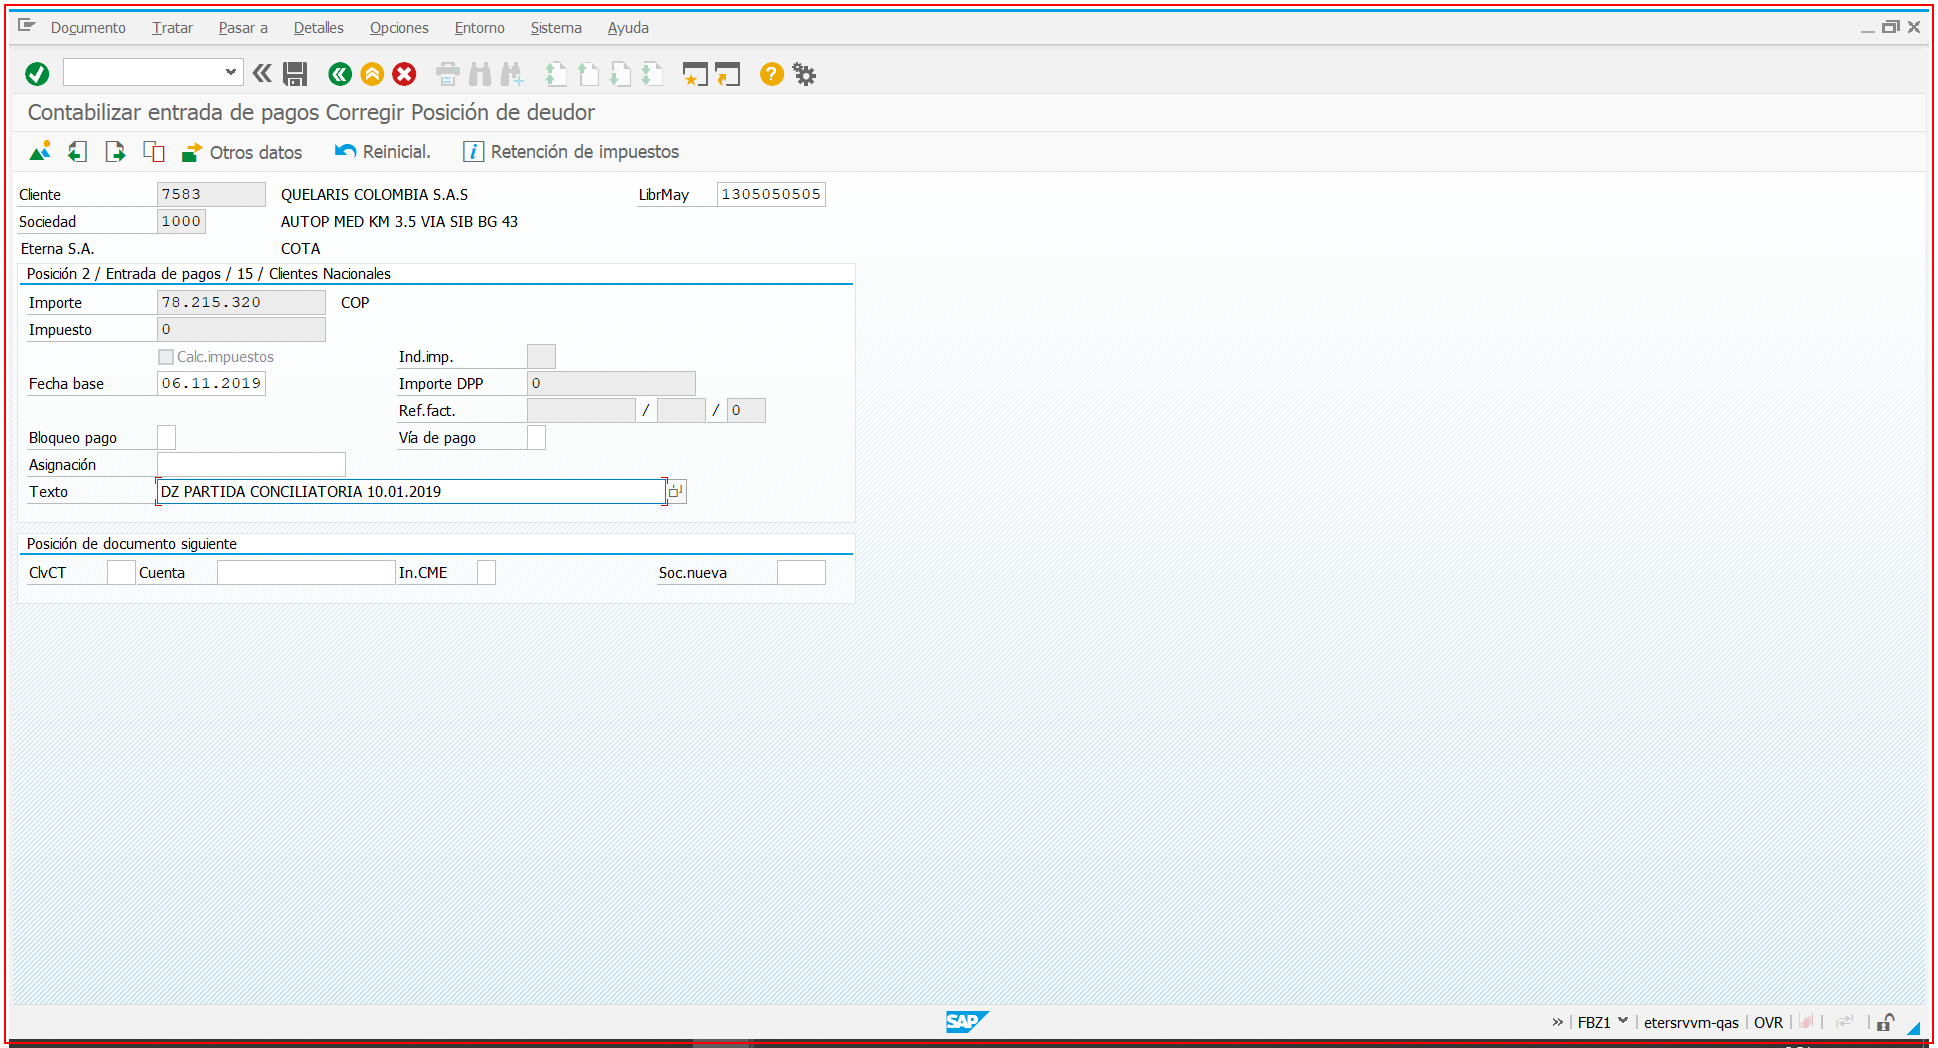 Documento Tratar Pasar a Detalles Opciones Entorno Sistema Ayuda
Contabilizar entrada de pagos Corregir Posición de deudor
Otros datos Reinicial. Retención de impuestos
Cliente 7583 QUELARIS COLOMBIA S.A.S LibrMay 1305050505
Sociedad 1000 AUTOP MED KM 3.5 VIA SIB BG 43
Eterna S.A. COTA
Posición 2 / Entrada de pagos / 15 / Clientes Nacionales
Importe 78.215.320 COP
Impuesto 0
Calc.impuestos Ind.imp.
Fecha base 06.11.2019 Importe DPP 0
Ref.fact. / / 0
Bloqueo pago Vía de pago
Asignación
Texto DZ PARTIDA CONCILIATORIA 10.01.2019
Posición de documento siguiente
ClvCT Cuenta In.CME Soc.nueva
SAP FBZ1 etersrvvm-qas OVR